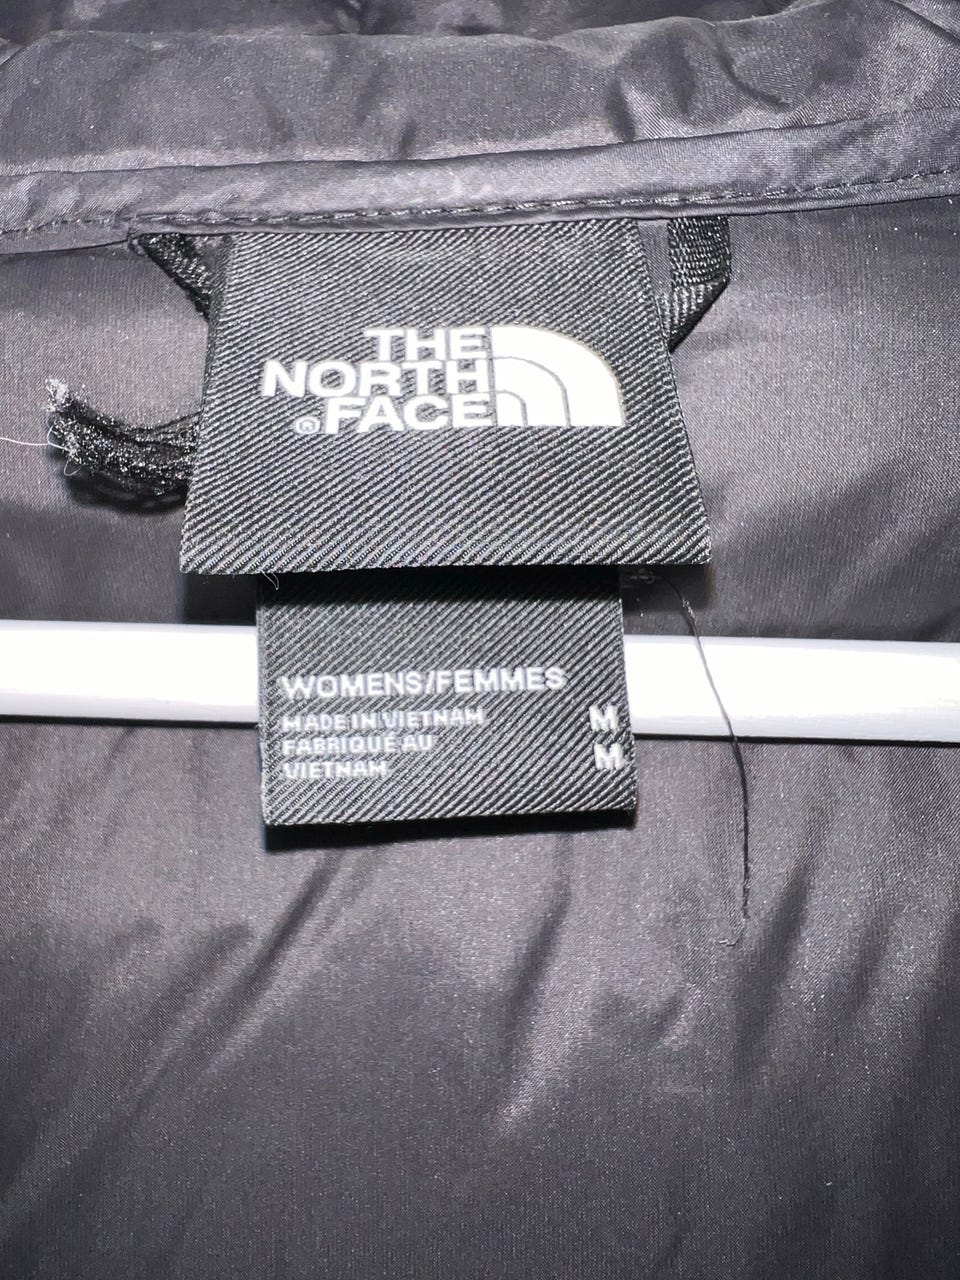 THE
NORTH
®FACE
WOMENS/FEMMES
MADE IN VIETNAM M
FABRIQUÉ AU M
VIETNAM